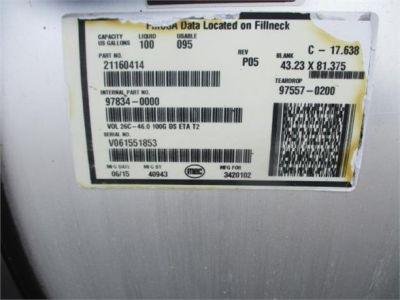 Data Located on Fillneck
CAPACITY LIQUID USABLE
US GALLONS 100 095
C - 17.638
REV BLANK
P05 43.23 X 81.375
PART NO.
21160414
TEARDROP
97557-0200
INTERNAL PART NO.
97834-0000
VOL 26C-46.0 100G DS ETA T2
SERIAL NO.
V061551853
MFG DATE MFG BY MFG FOR
06/15 40943 mac 3420102